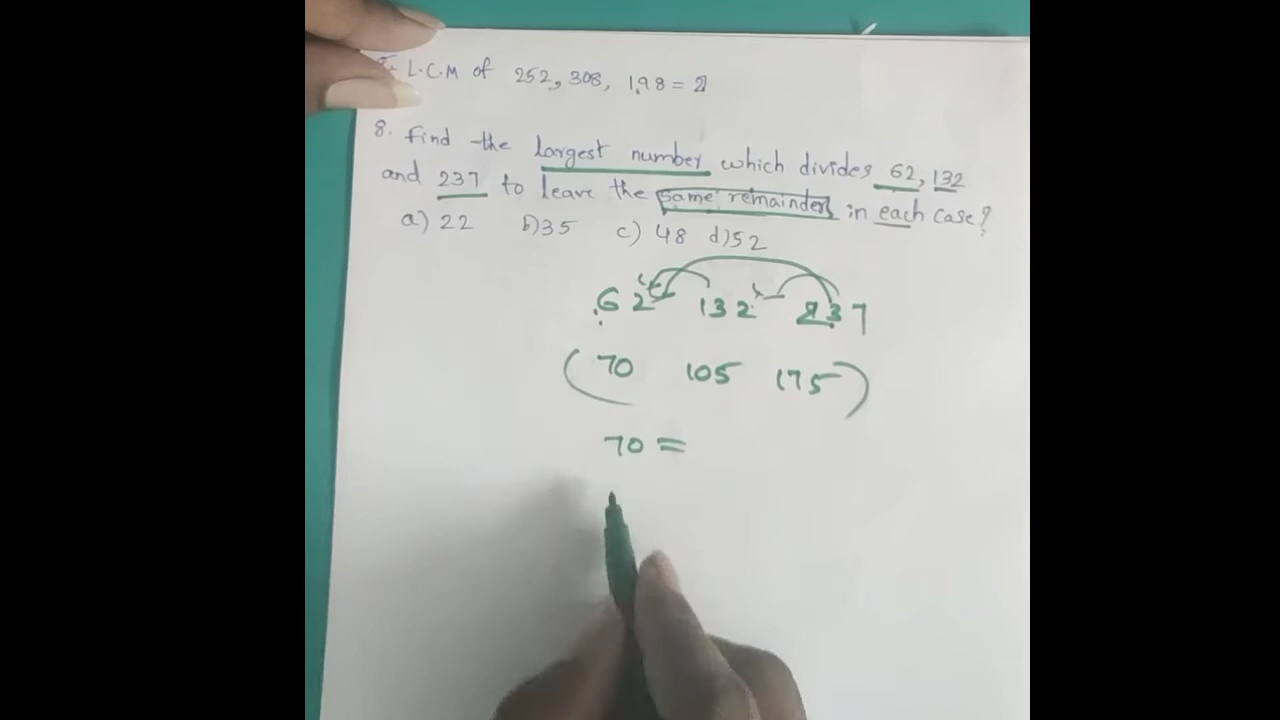 L.C.M of 252, 308, 198 = 2
8. find the largest number which divides 62, 132
and 237 to leave the same remainder in each case?
a) 22 b) 35 c) 48 d) 52
62 132 237
(70 105 175)
70 =